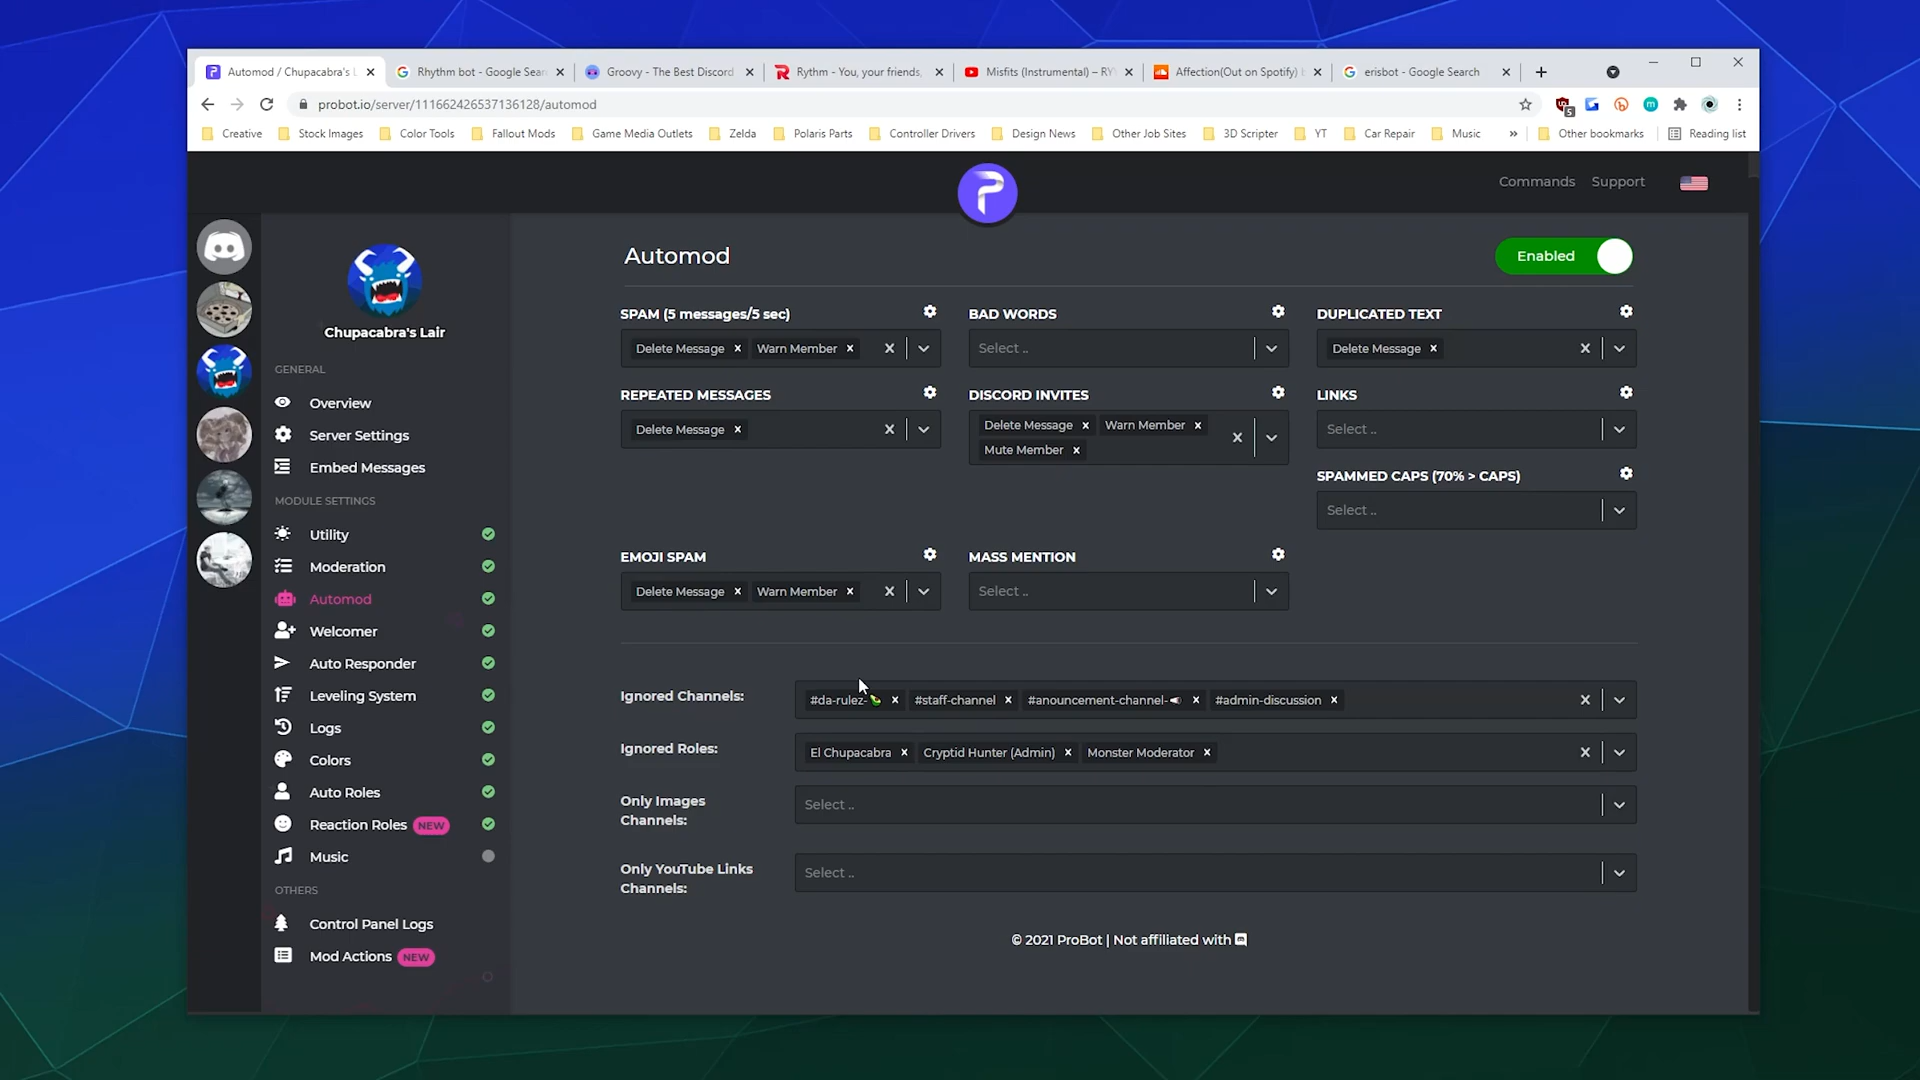 Automod / Chupacabra's L
Rhythm bot - Google Sear
Groovy - The Best Discord
Rythm - You, your friends,
Misfits (Instrumental) – RY
Affection(Out on Spotify) b
erisbot - Google Search
probot.io/server/111662426537136128/automod
5
Creative
Stock Images
Color Tools
Fallout Mods
Game Media Outlets
Zelda
Polaris Parts
Controller Drivers
Design News
Other Job Sites
3D Scripter
YT
Car Repair
Music
»
Other bookmarks
Reading list
Commands
Support
Chupacabra's Lair
GENERAL
Overview
Server Settings
Embed Messages
MODULE SETTINGS
Utility
Moderation
Automod
Welcomer
Auto Responder
Leveling System
Logs
Colors
Auto Roles
Reaction Roles NEW
Music
OTHERS
Control Panel Logs
Mod Actions NEW
Automod
Enabled
SPAM (5 messages/5 sec)
Delete Message
Warn Member
BAD WORDS
Select ..
DUPLICATED TEXT
Delete Message
REPEATED MESSAGES
Delete Message
DISCORD INVITES
Delete Message
Warn Member
Mute Member
LINKS
Select ..
SPAMMED CAPS (70% > CAPS)
Select ..
EMOJI SPAM
Delete Message
Warn Member
MASS MENTION
Select ..
Ignored Channels:
#da-rulez-
#staff-channel
#anouncement-channel-
#admin-discussion
Ignored Roles:
El Chupacabra
Cryptid Hunter (Admin)
Monster Moderator
Only Images
Channels:
Select ..
Only YouTube Links
Channels:
Select ..
© 2021 ProBot | Not affiliated with